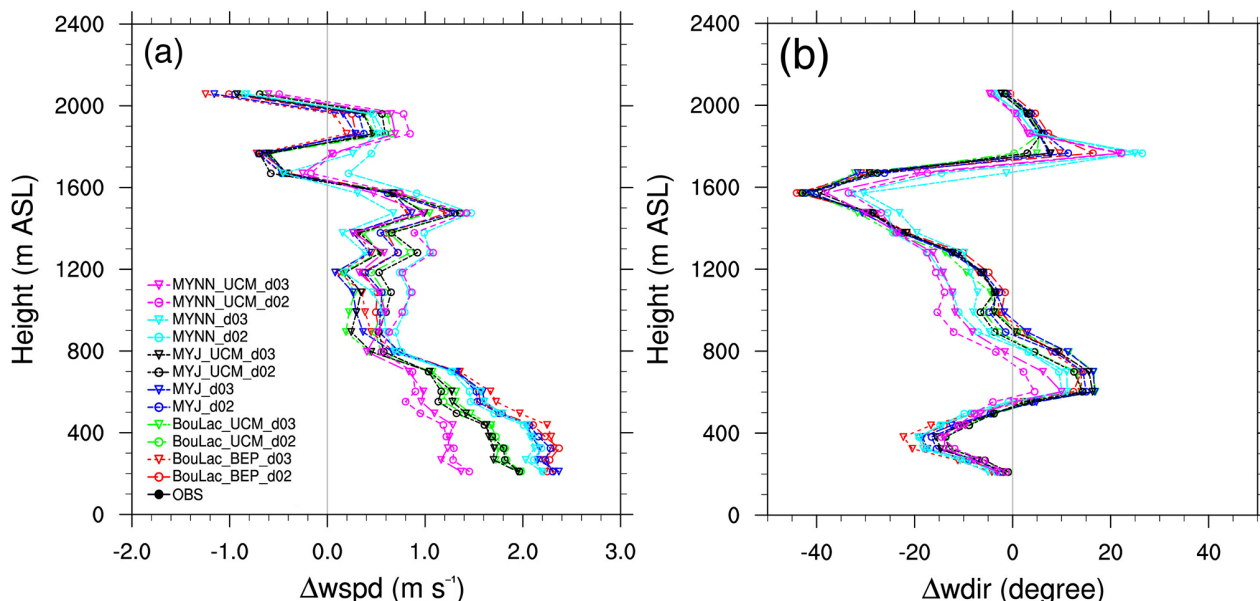 (a)
2400
2000
1600
1200
800
400
0
Height (m ASL)
MYNN_UCM_d03
MYNN_UCM_d02
MYNN_d03
MYNN_d02
MYJ_UCM_d03
MYJ_UCM_d02
MYJ_d03
MYJ_d02
BouLac_UCM_d03
BouLac_UCM_d02
BouLac_BEP_d03
BouLac_BEP_d02
OBS
-2.0 -1.0 0.0 1.0 2.0 3.0
Δwspd (m s⁻¹)
(b)
2400
2000
1600
1200
800
400
0
Height (m ASL)
-40 -20 0 20 40
Δwdir (degree)